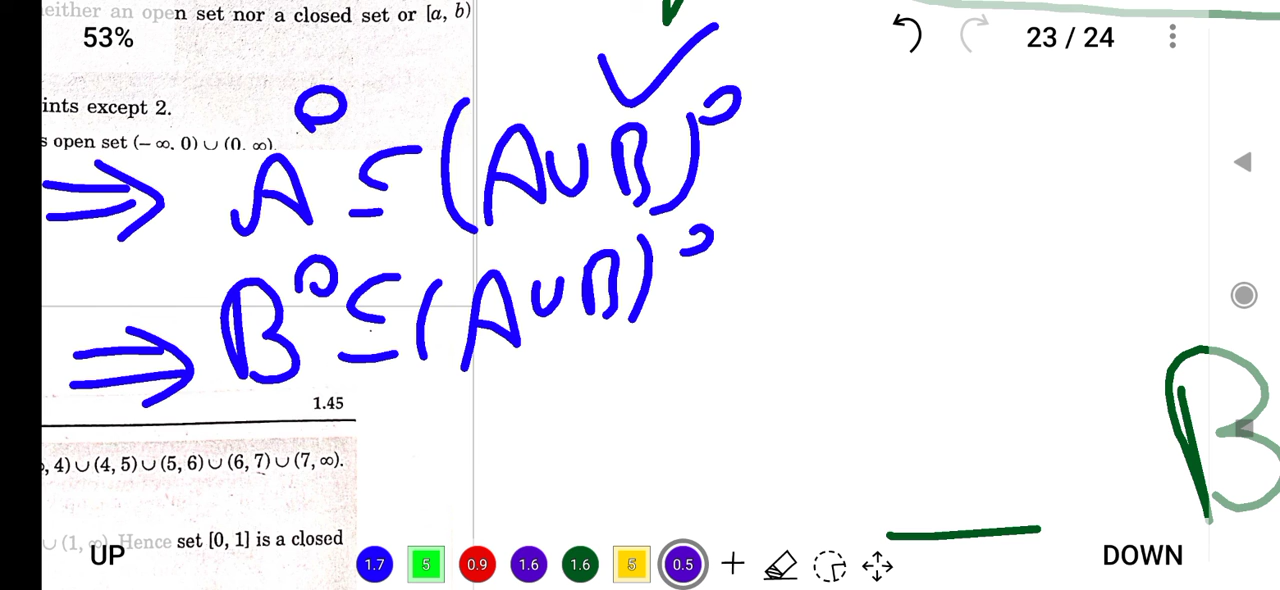 either an open set nor a closed set or [a, b)
53%
23 / 24
ints except 2.
s open set (− ∞, 0) ∪ (0, ∞).
⇒ A° ⊆ (A∪B)°
⇒ B° ⊆ (A∪B)°
1.45
, 4) ∪ (4, 5) ∪ (5, 6) ∪ (6, 7) ∪ (7, ∞).
B
∪ (1, ∞). Hence set [0, 1] is a closed
UP
DOWN
1.7 5 0.9 1.6 1.6 5 0.5